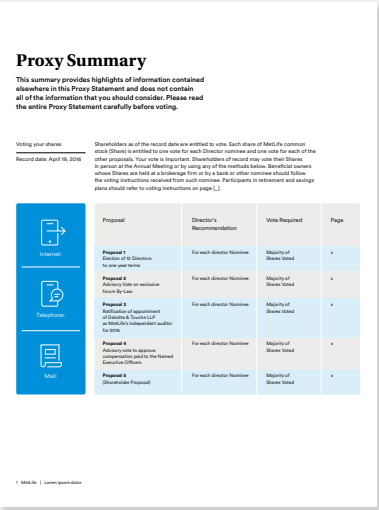 Proxy Summary
This summary provides highlights of information contained
elsewhere in this Proxy Statement and does not contain
all of the information that you should consider. Please read
the entire Proxy Statement carefully before voting.
Voting your shares
Record date: April 19, 2016
Shareholders as of the record date are entitled to vote. Each share of MetLife common
stock (Share) is entitled to one vote for each Director nominee and one vote for each of the
other proposals. Your vote is important. Shareholders of record may vote their Shares
in person at the Annual Meeting or by using any of the methods below. Beneficial owners
whose Shares are held at a brokerage firm or by a bank or other nominee should follow
the voting instructions received from such nominee. Participants in retirement and savings
plans should refer to voting instructions on page [_].
Internet:
Telephone:
Mail:
Proposal
Director's
Recommendation
Vote Required
Page
Proposal 1
Election of 12 Directors
to one-year terms
For each director Nominee
Majority of
Shares Voted
x
Proposal 2
Advisory Vote on exclusive
forum By-Law
For each director Nominee
Majority of
Shares Voted
x
Proposal 3
Ratification of appointment
of Deloitte & Touche LLP
as MetLife's independent auditor
for 2016
For each director Nominee
Majority of
Shares Voted
x
Proposal 4
Advisory vote to approve
compensation paid to the Named
Executive Officers
For each director Nominee
Majority of
Shares Voted
x
Proposal 5
(Shareholder Proposal)
For each director Nominee
Majority of
Shares Voted
x
1 MetLife | Lorem ipsum dolor